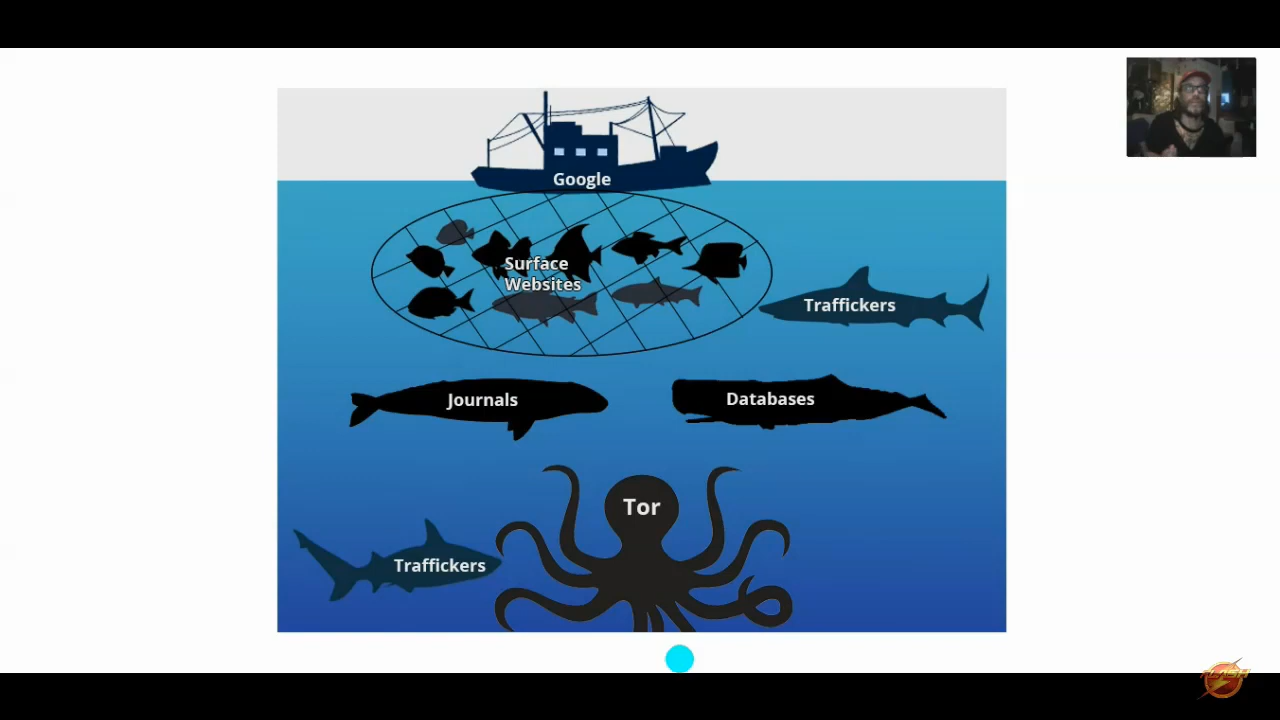 Google
Surface
Websites
Traffickers
Journals
Databases
Tor
Traffickers